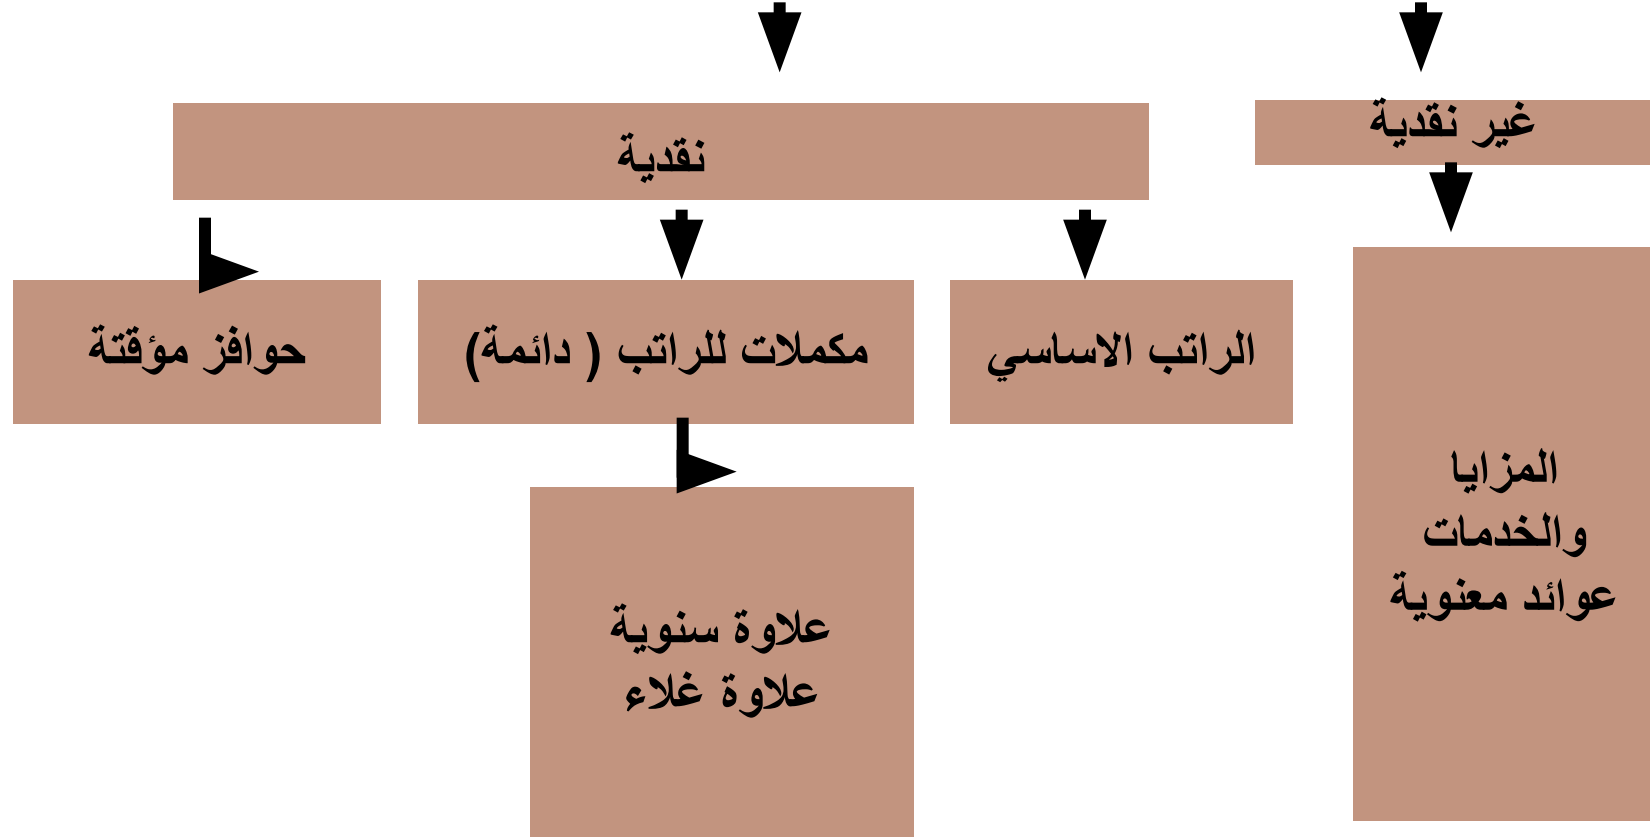 غير نقدية
نقدية
الراتب الاساسي
مكملات للراتب ( دائمة)
حوافز مؤقتة
المزايا
والخدمات
عوائد معنوية
علاوة سنوية
علاوة غلاء